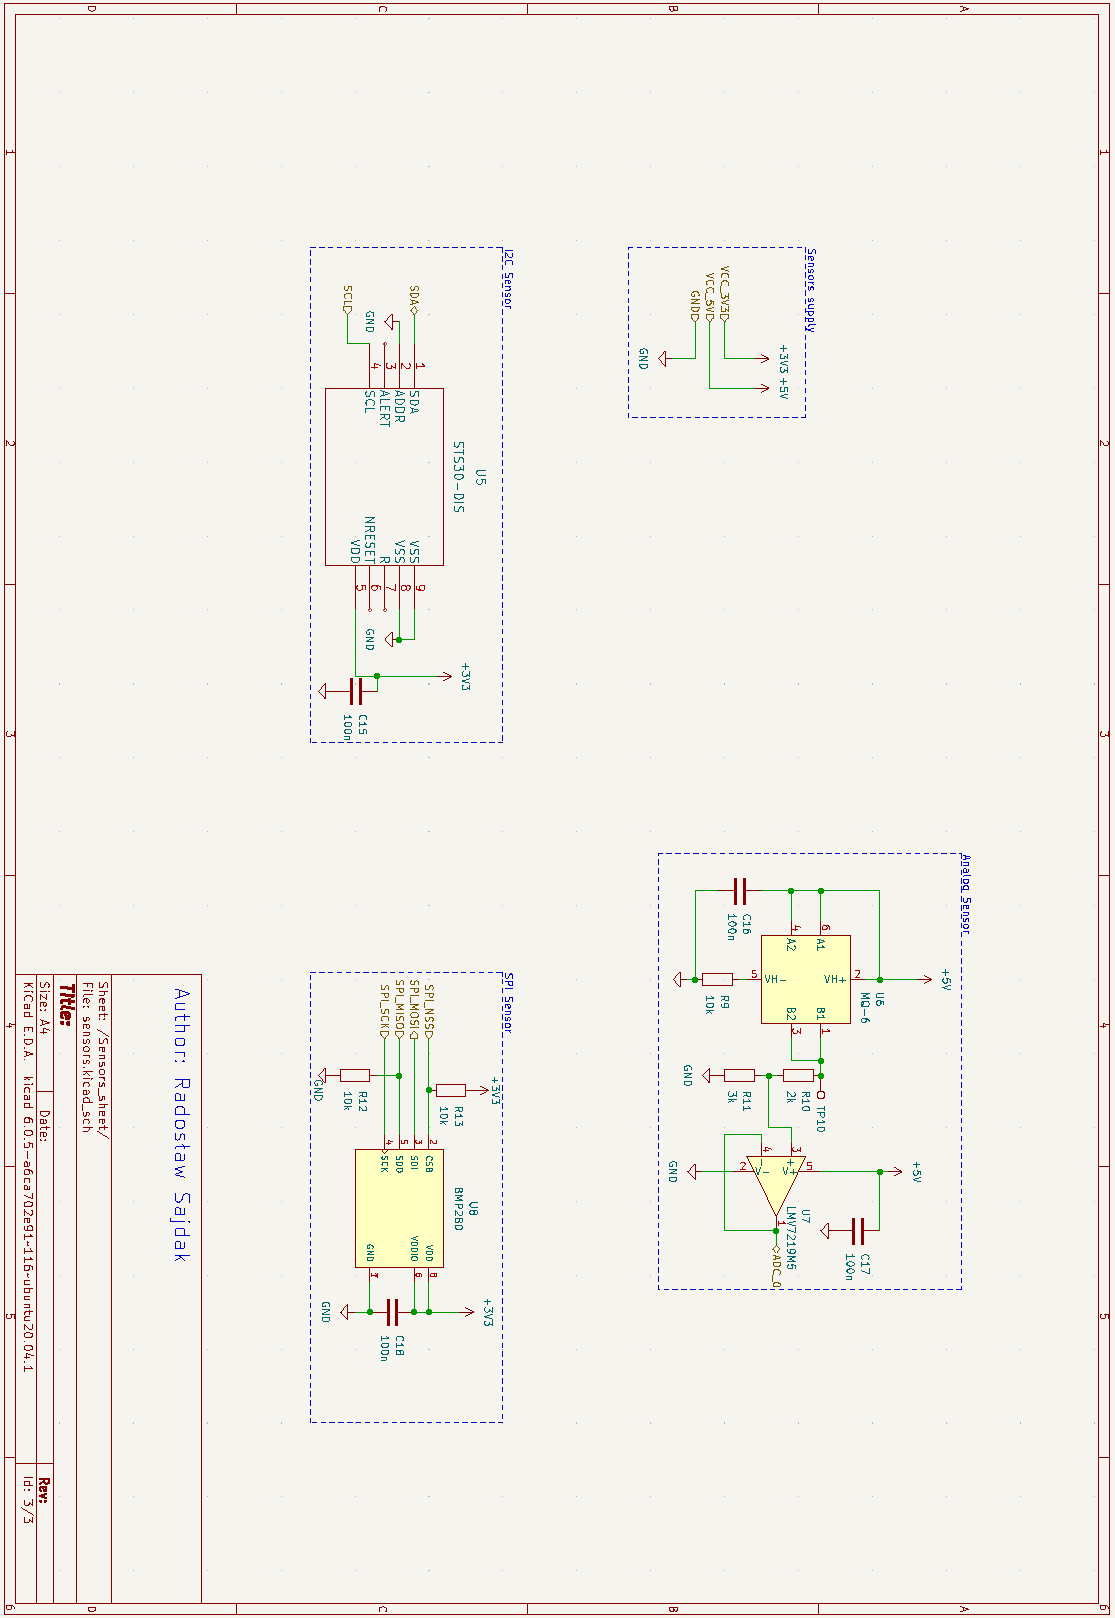 1
2
3
4
5
6
A
A
Sensors supply
VCC_3V3
VCC_5V
GND
+3V3
+5V
GND
Analog Sensor
+5V
+5V
U6
MQ-6
VH+
2
A1
6
A2
4
VH-
5
B1
1
B2
3
C16
100n
R9
10k
TP10
R10
2k
R11
3k
GND
C17
100n
U7
LMV7219M5
5
V+
3
+
4
-
2
V-
1
ADC_0
GND
B
B
I2C Sensor
SDA
GND
SCL
1
2
3
4
SDA
ADDR
ALERT
SCL
U5
STS30-DIS
VSS
VSS
R
NRESET
VDD
9
8
7
6
5
GND
+3V3
C15
100n
SPI Sensor
SPI_NSS
SPI_MOSI
SPI_MISO
SPI_SCK
+3V3
R13
10k
R12
10k
GND
2
3
5
4
CSB
SDI
SDO
SCK
U8
BMP280
VDD
VDDIO
GND
8
6
7
+3V3
C18
100n
GND
C
C
Author: Radosław Sajdak
Sheet: /Sensors_sheet/
File: sensors.kicad_sch
Title:
Size: A4
Date:
Rev:
KiCad E.D.A. kicad 6.0.5-a6ca702e91~116~ubuntu20.04.1
Id: 3/3
D
D
1
2
3
4
5
6